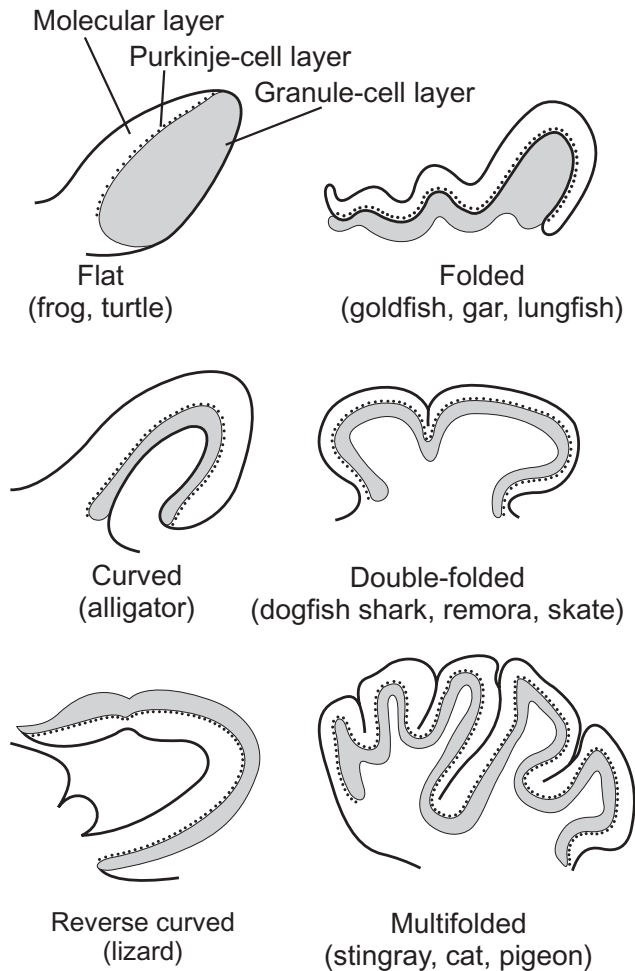 Molecular layer
Purkinje-cell layer
Granule-cell layer
Flat
(frog, turtle)
Folded
(goldfish, gar, lungfish)
Curved
(alligator)
Double-folded
(dogfish shark, remora, skate)
Reverse curved
(lizard)
Multifolded
(stingray, cat, pigeon)